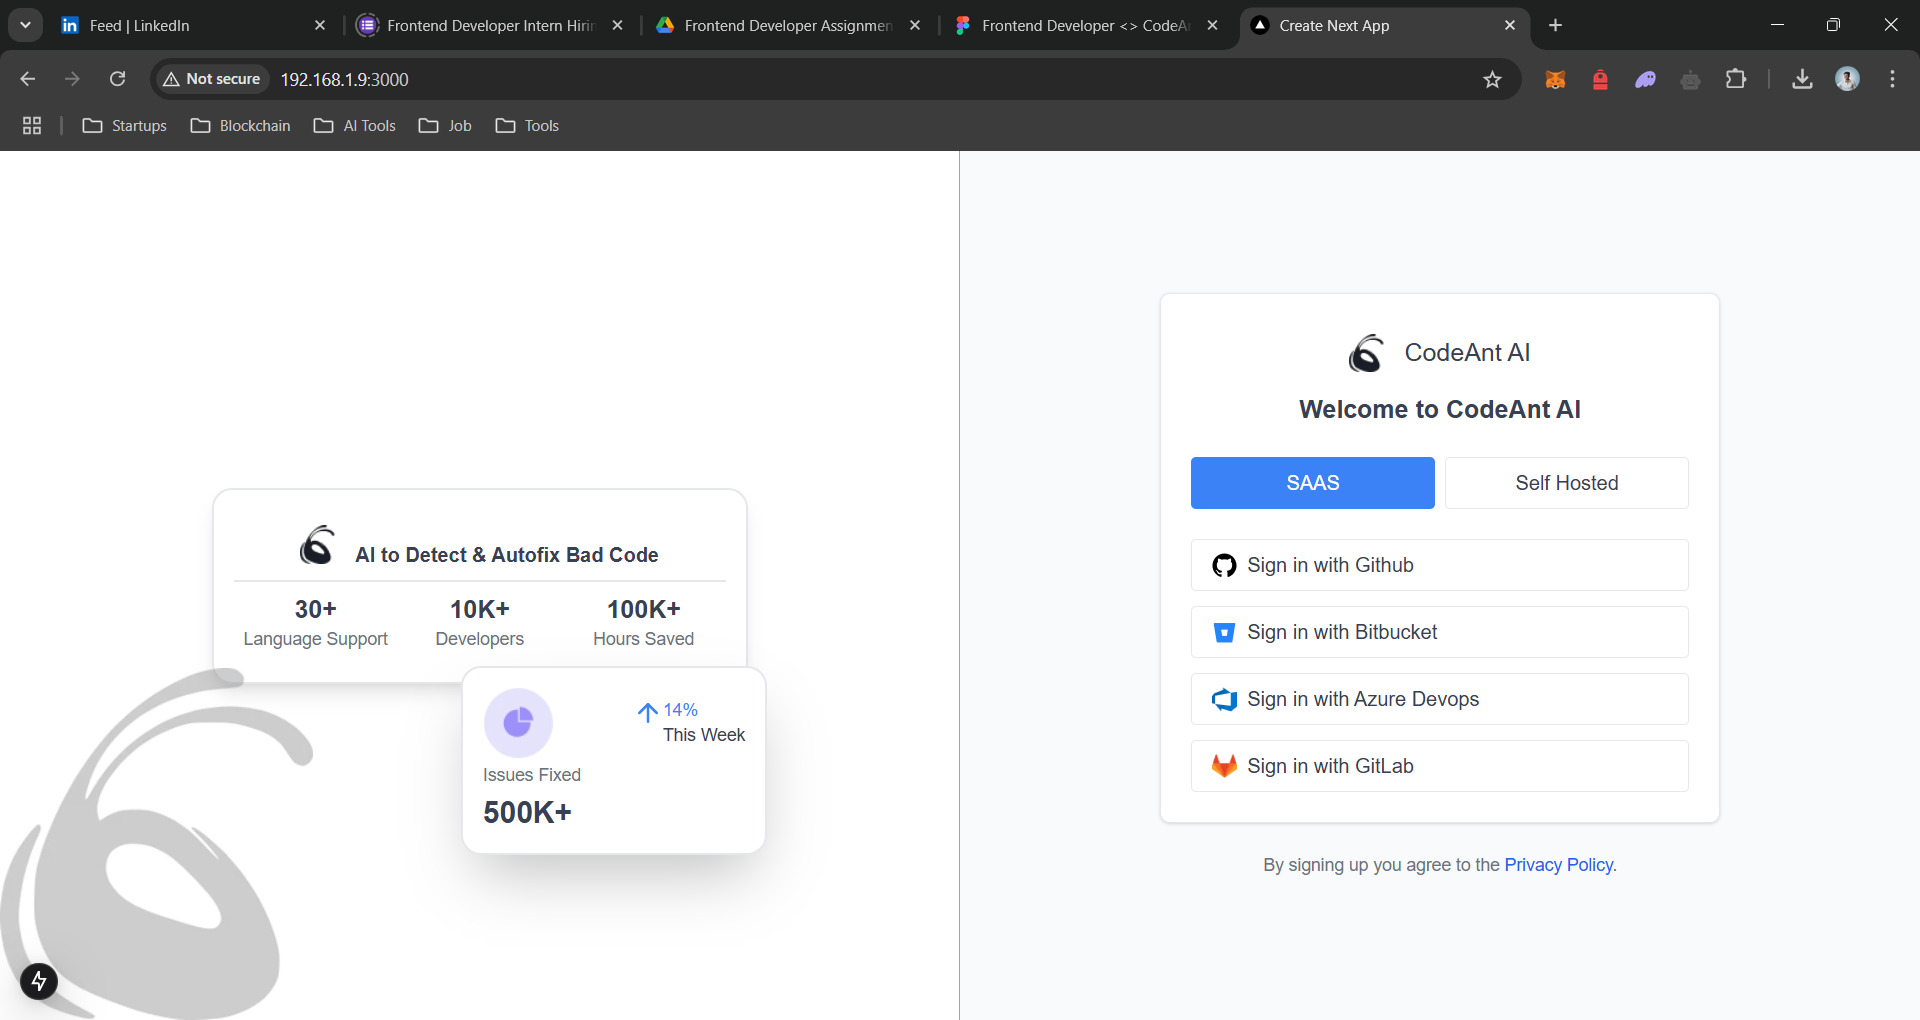 Feed | LinkedIn
Frontend Developer Intern Hirin
Frontend Developer Assignmen
Frontend Developer <> CodeAn
Create Next App
Not secure
192.168.1.9:3000
Startups
Blockchain
AI Tools
Job
Tools
AI to Detect & Autofix Bad Code
30+
Language Support
10K+
Developers
100K+
Hours Saved
14%
This Week
Issues Fixed
500K+
CodeAnt AI
Welcome to CodeAnt AI
SAAS
Self Hosted
Sign in with Github
Sign in with Bitbucket
Sign in with Azure Devops
Sign in with GitLab
By signing up you agree to the Privacy Policy.